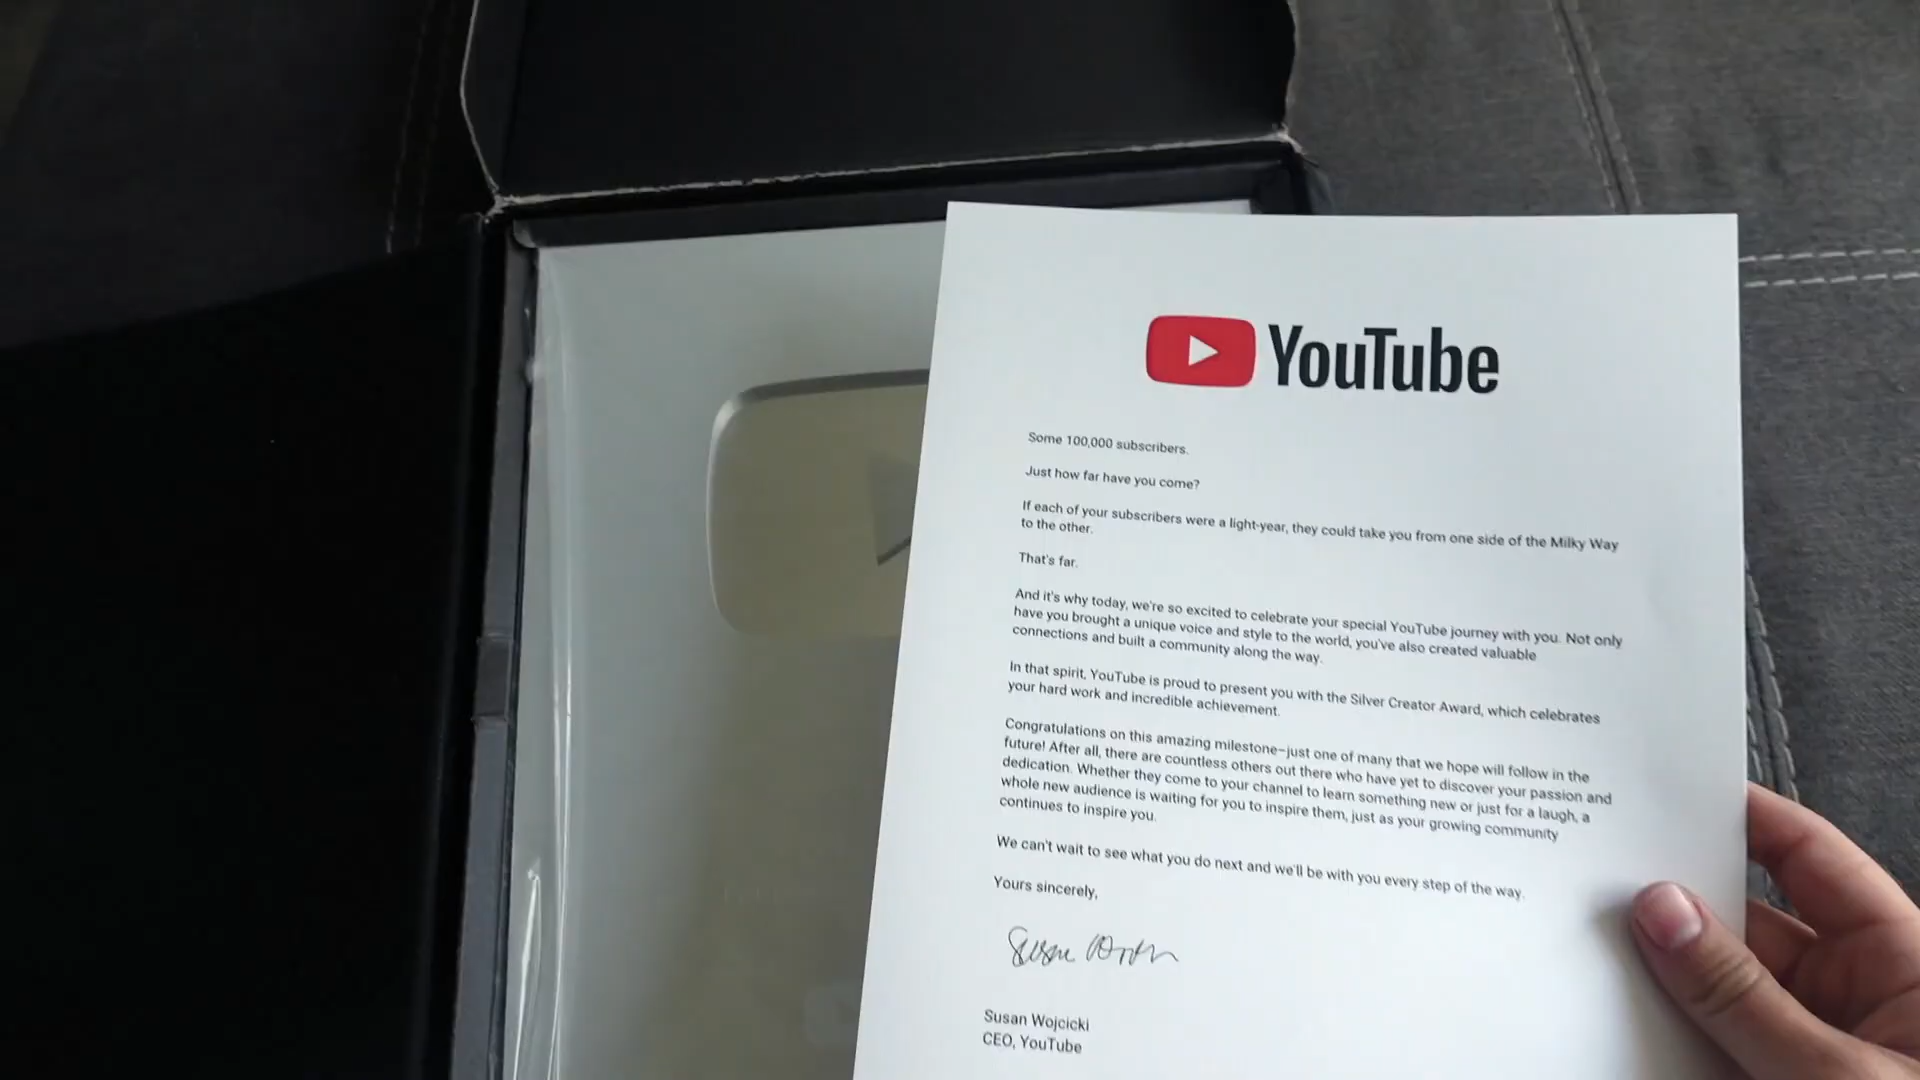 YouTube
Some 100,000 subscribers.
Just how far have you come?
If each of your subscribers were a light-year, they could take you from one side of the Milky Way
to the other.
That's far.
And it's why today, we're so excited to celebrate your special YouTube journey with you. Not only
have you brought a unique voice and style to the world, you've also created valuable
connections and built a community along the way.
In that spirit, YouTube is proud to present you with the Silver Creator Award, which celebrates
your hard work and incredible achievement.
Congratulations on this amazing milestone–just one of many that we hope will follow in the
future! After all, there are countless others out there who have yet to discover your passion and
dedication. Whether they come to your channel to learn something new or just for a laugh, a
whole new audience is waiting for you to inspire them, just as your growing community
continues to inspire you.
We can't wait to see what you do next and we'll be with you every step of the way.
Yours sincerely,
Susan Wojcicki
CEO, YouTube